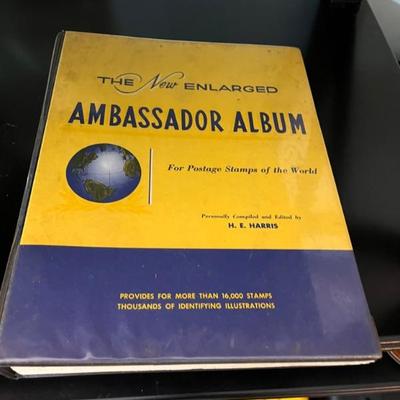 THE New ENLARGED
AMBASSADOR ALBUM
For Postage Stamps of the World
Personally Compiled and Edited by
H. E. HARRIS
PROVIDES FOR MORE THAN 16,000 STAMPS
THOUSANDS OF IDENTIFYING ILLUSTRATIONS